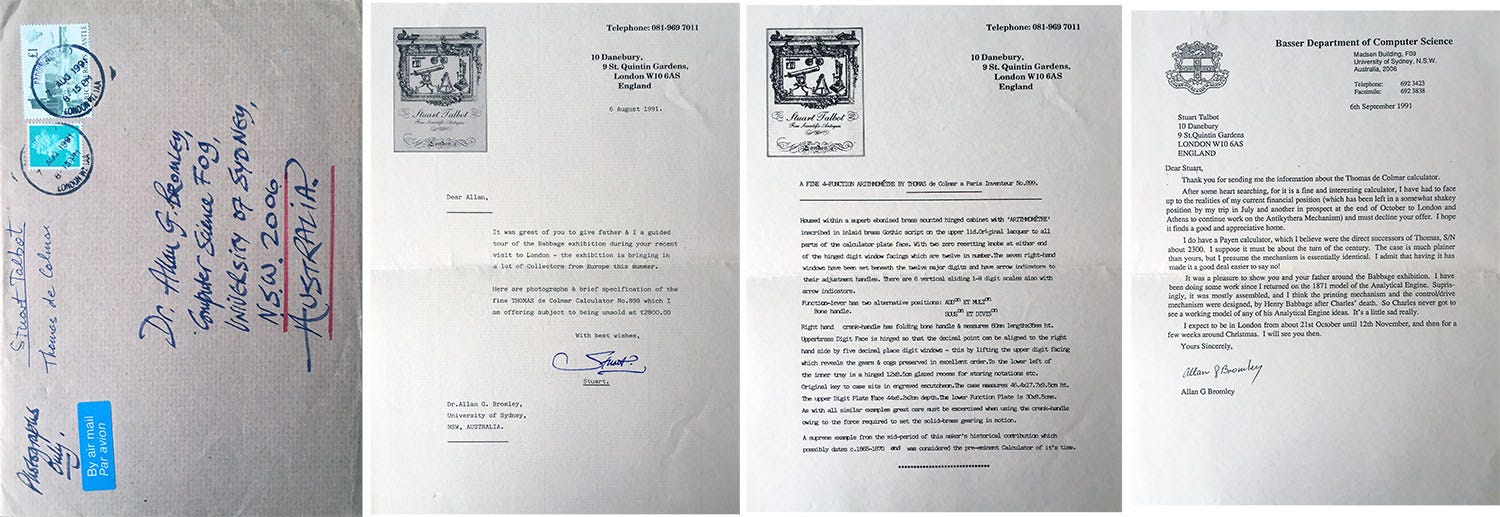 £1
AUG 1991
6-15PM
LONDON W2 1AA
LONDON W2 1AA
Stuart Talbot
Thomas de Colmar
Dr. Allan G. Bromley,
Computer Science F09,
UNIVERSITY OF SYDNEY,
N.S.W. 2006
AUSTRALIA.
Photographs
Only.
By air mail
Par avion
Telephone: 081-969 7011
10 Danebury,
9 St. Quintin Gardens,
London W10 6AS
England
Stuart Talbot
Fine Scientific Antiques
London
6 August 1991.
Dear Allan,
It was great of you to give father & I a guided
tour of the Babbage exhibition during your recent
visit to London - the exhibition is bringing in
a lot of Collectors from Europe this summer.
Here are photographs & brief specification of the
fine THOMAS de Colmar Calculator No.899 which I
am offering subject to being unsold at £2800.00
With best wishes,
Stuart.
Stuart.
Dr.Allan G. Bromley,
University of Sydney,
NSW, AUSTRALIA.
Telephone: 081-969 7011
10 Danebury,
9 St. Quintin Gardens,
London W10 6AS
England
Stuart Talbot
Fine Scientific Antiques
London
A FINE 4-FUNCTION ARITHMOMÈTRE BY THOMAS de Colmar a Paris Inventeur No.899.
Housed within a superb ebonised brass mounted hinged cabinet with 'ARITHMOMÈTRE'
inscribed in inlaid brass Gothic script on the upper lid.Original lacquer to all
parts of the calculator plate face. With two zero resetting knobs at either end
of the hinged digit window facings which are twelve in number.The seven right-hand
windows have been set beneath the twelve major digits and have arrow indicators to
their adjustment handles. There are 6 vertical sliding 1-9 digit scales also with
arrow indicators.
Function-lever has two alternative positions: ADDon ET MULTon
Bone handle. SOUSon ET DIVISon
Right hand crank-handle has folding bone handle & measures 60mm lengthx35mm ht.
Upperbrass Digit Face is hinged so that the decimal point can be aligned to the
right hand side by five decimal place digit windows - this by lifting the upper digit facing
which reveals the gears & cogs preserved in excellent order.To the lower left of
the inner tray is a hinged 12x8.5cm glazed recess for storing notations etc.
Original key to case sits in engraved escutcheon.The case measures 46.4x17.7x9.5cm ht.
The upper Digit Plate Face 44x6.2x2cm depth.The lower Function Plate is 30x8.5cms.
As with all similar examples great care must be excercised when using the crank-handle
owing to the force required to set the solid-brass gearing in motion.
A supreme example from the mid-period of this maker's historical contribution which
possibly dates c.1865-1870 and was considered the pre-eminent Calculator of it's time.
Basser Department of Computer Science
Madsen Building, F09
University of Sydney, N.S.W.
Australia, 2006
Telephone: 692 3423
Facsimile: 692 3838
6th September 1991
Stuart Talbot
10 Danebury
9 St.Quintin Gardens
LONDON W10 6AS
ENGLAND
Dear Stuart,
Thank you for sending me the information about the Thomas de Colmar calculator.
After some heart searching, for it is a fine and interesting calculator, I have had to face
up to the realities of my current financial position (which has been left in a somewhat shakey
position by my trip in July and another in prospect at the end of October to London and
Athens to continue work on the Antikythera Mechanism) and must decline your offer. I hope
it finds a good and appreciative home.
I do have a Payen calculator, which I believe were the direct successors of Thomas, S/N
about 2300. I suppose it must be about the turn of the century. The case is much plainer
than yours, but I presume the mechanism is essentially identical. I admit that having it has
made it a good deal easier to say no!
It was a pleasure to show you and your father around the Babbage exhibition. I have
been doing some work since I returned on the 1871 model of the Analytical Engine. Supris-
ingly, it was mostly assembled, and I think the printing mechanism and the control/drive
mechanism were designed, by Henry Babbage after Charles' death. So Charles never got to
see a working model of any of his Analytical Engine ideas. It's a little sad really.
I expect to be in London from about 21st October until 12th November, and then for a
few weeks around Christmas. I will see you then.
Yours Sincerely,
Allan G Bromley
Allan G Bromley